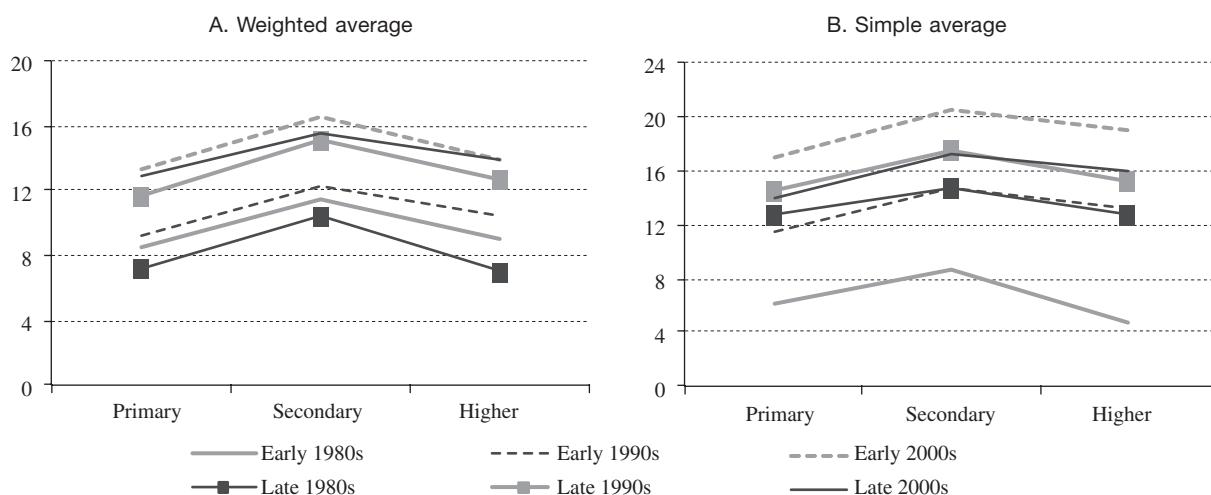 A. Weighted average
B. Simple average
20
16
12
8
4
0
Primary
Secondary
Higher
24
20
16
12
8
4
0
Primary
Secondary
Higher
Early 1980s
Early 1990s
Early 2000s
Late 1980s
Late 1990s
Late 2000s